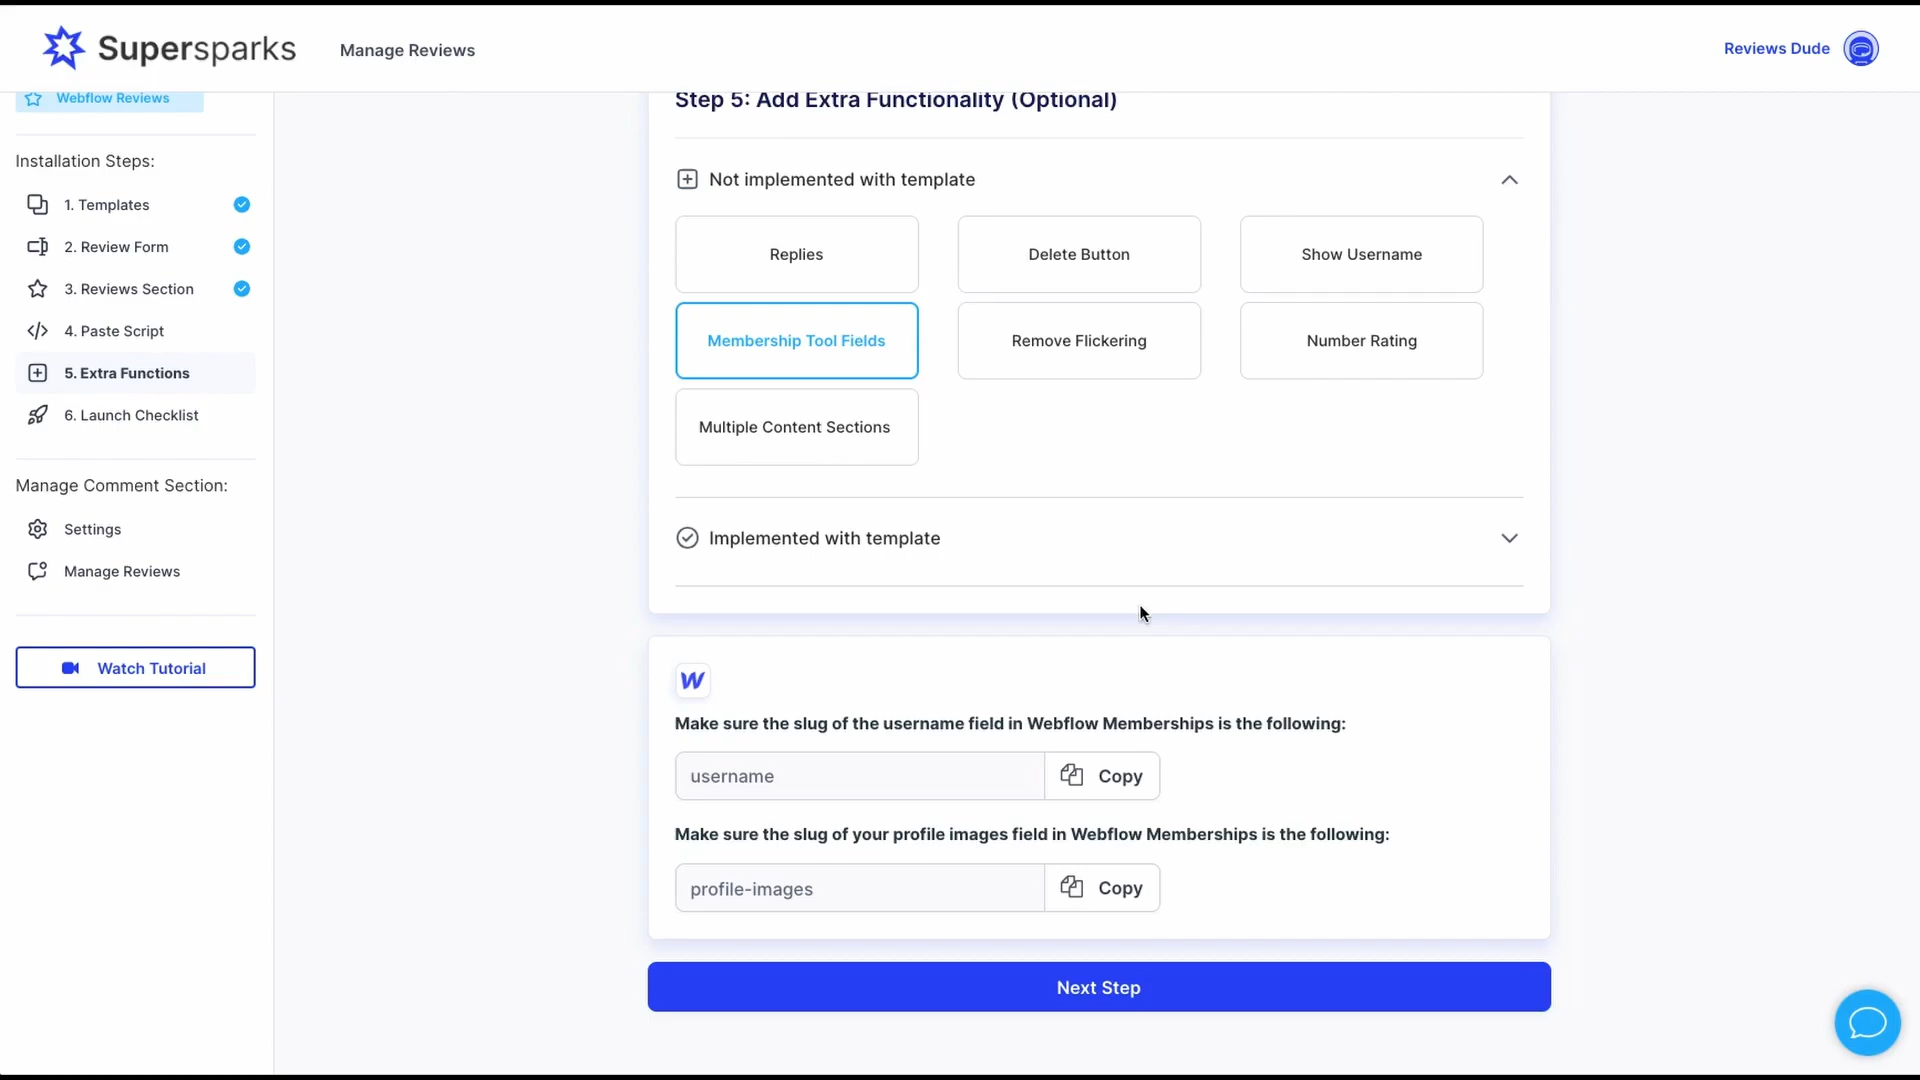 Supersparks
Manage Reviews
Reviews Dude
Webflow Reviews
Installation Steps:
1. Templates
2. Review Form
3. Reviews Section
4. Paste Script
5. Extra Functions
6. Launch Checklist
Manage Comment Section:
Settings
Manage Reviews
Watch Tutorial
Step 5: Add Extra Functionality (Optional)
Not implemented with template
Replies
Delete Button
Show Username
Membership Tool Fields
Remove Flickering
Number Rating
Multiple Content Sections
Implemented with template
W
Make sure the slug of the username field in Webflow Memberships is the following:
username
Copy
Make sure the slug of your profile images field in Webflow Memberships is the following:
profile-images
Copy
Next Step